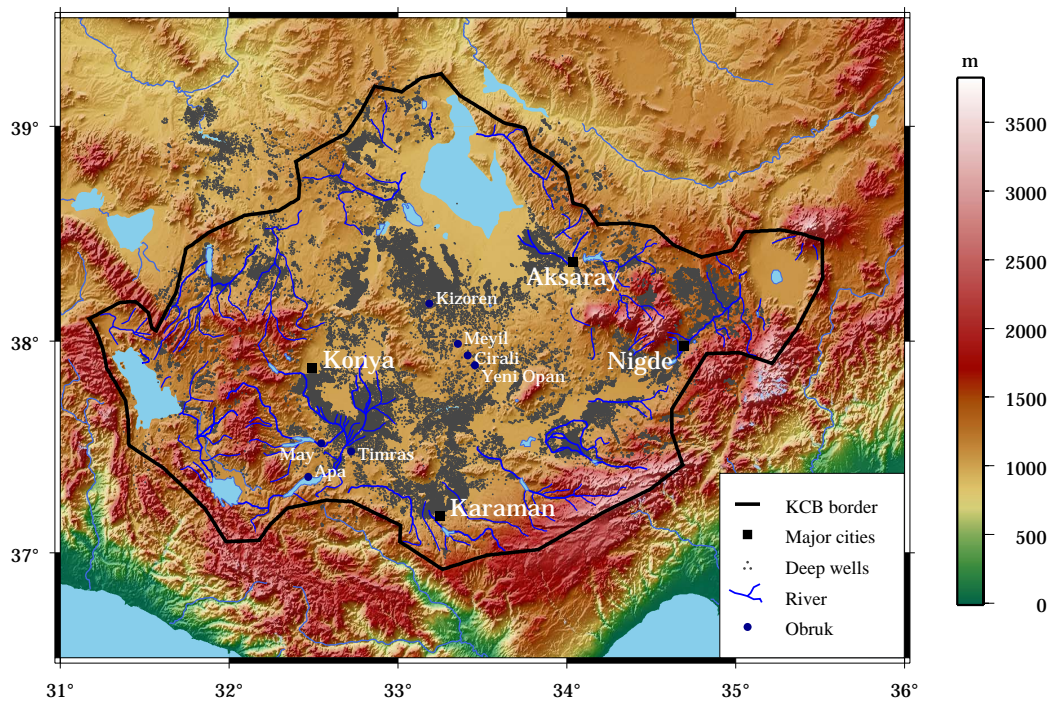 m
3500
3000
2500
2000
1500
1000
500
0
39°
38°
37°
31°
32°
33°
34°
35°
36°
Aksaray
Kizoren
Meyil
Cirali
Yeni Opan
Konya
Nigde
May
Timras
Apa
Karaman
KCB border
Major cities
Deep wells
River
Obruk